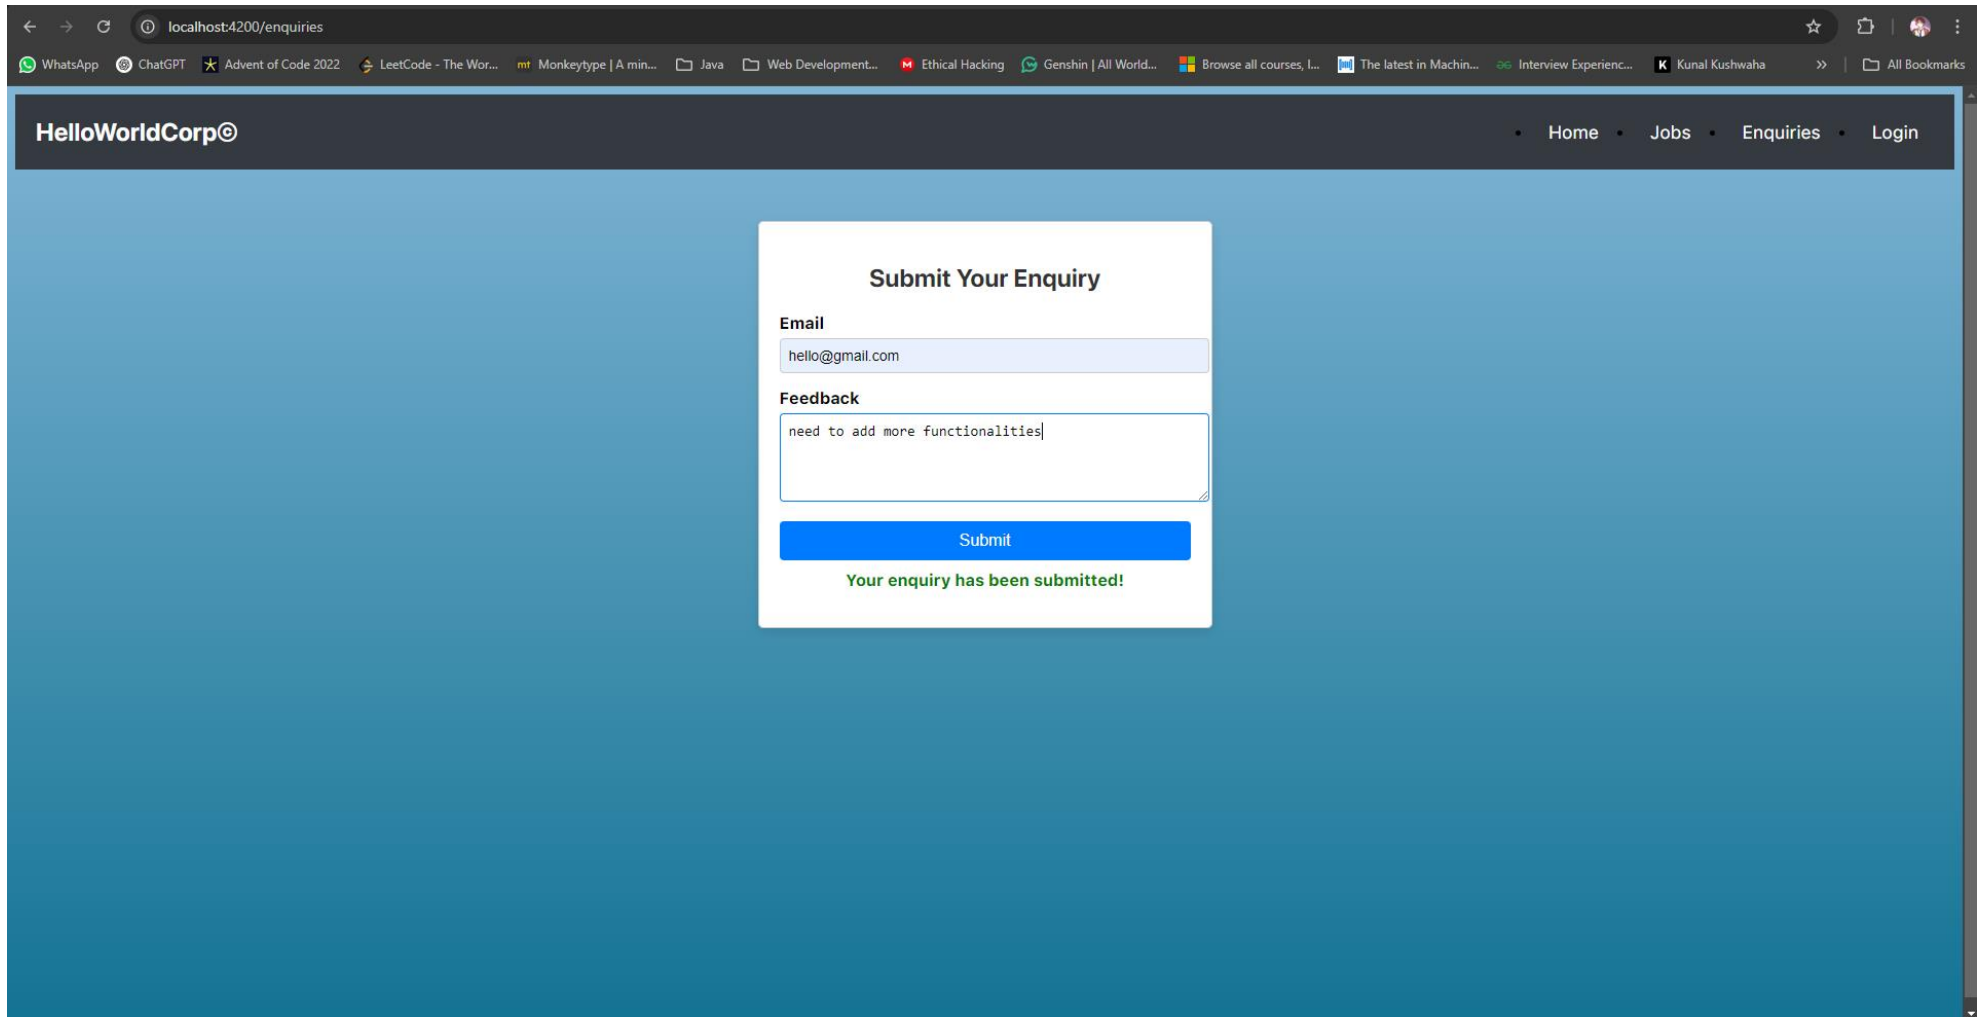 localhost:4200/enquiries
WhatsApp ChatGPT Advent of Code 2022 LeetCode - The Wor... mt Monkeytype | A min... Java Web Development... M Ethical Hacking Genshin | All World... Browse all courses, l... The latest in Machin... Interview Experienc... K Kunal Kushwaha » All Bookmarks
HelloWorldCorp© • Home • Jobs • Enquiries • Login
Submit Your Enquiry
Email
hello@gmail.com
Feedback
need to add more functionalities
Submit
Your enquiry has been submitted!